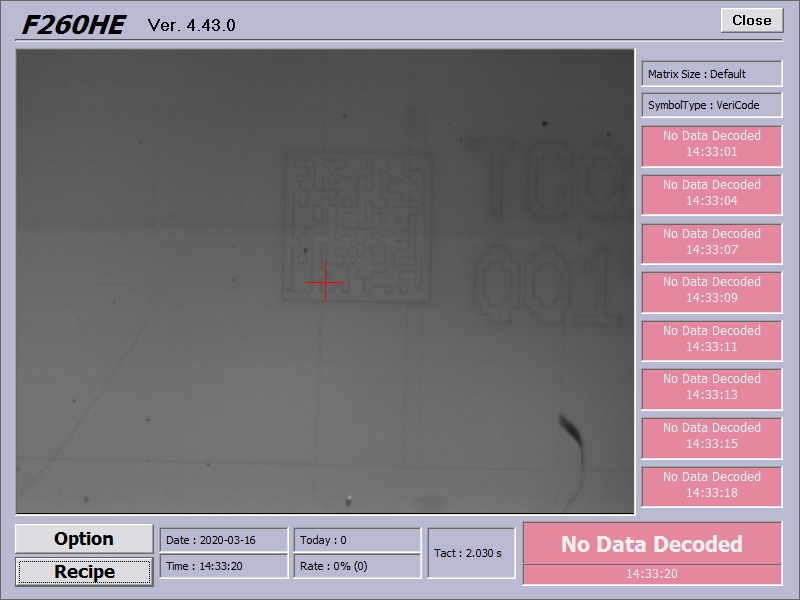 F260HE Ver. 4.43.0
Close
Matrix Size : Default
SymbolType : VeriCode
No Data Decoded
14:33:01
No Data Decoded
14:33:04
No Data Decoded
14:33:07
No Data Decoded
14:33:09
No Data Decoded
14:33:11
No Data Decoded
14:33:13
No Data Decoded
14:33:15
No Data Decoded
14:33:18
TCO
001
Option
Recipe
Date : 2020-03-16
Time : 14:33:20
Today : 0
Rate : 0% (0)
Tact : 2.030 s
No Data Decoded
14:33:20